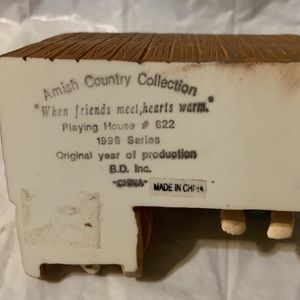 Amish Country Collection
"When friends meet, hearts warm."
Playing House # 622
1996 Series
Original year of production
B.D. Inc.
"CHINA"
MADE IN CHINA